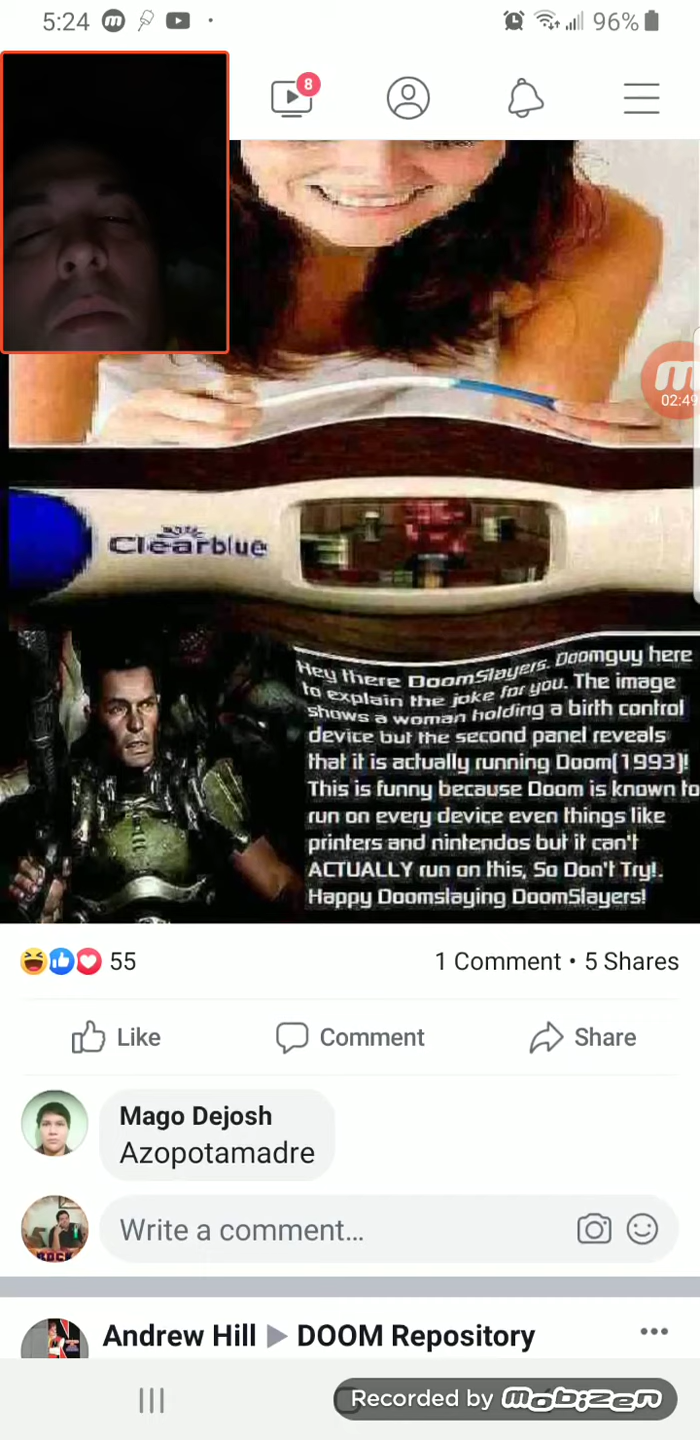 5:24
96%
8
02:49
Clearblue
Hey there DoomSlayers. Doomguy here
to explain the joke for you. The image
shows a woman holding a birth control
device but the second panel reveals
that it is actually running Doom(1993)!
This is funny because Doom is known to
run on every device even things like
printers and nintendos but it can't
ACTUALLY run on this, So Don't Try!.
Happy Doomslaying DoomSlayers!
55
1 Comment • 5 Shares
Like
Comment
Share
Mago Dejosh
Azopotamadre
Write a comment...
ROCK
Andrew Hill ▶ DOOM Repository
Recorded by mobizen